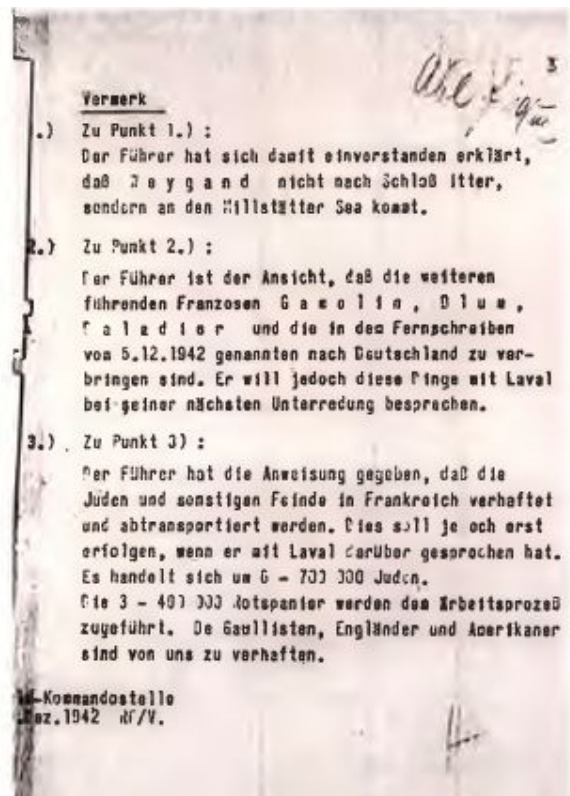 3
Vermerk
.) Zu Punkt 1.) :
Der Führer hat sich damit einverstanden erklärt,
daß W e y g a n d nicht nach Schloß Itter,
sondern an den Millstätter See kommt.
2.) Zu Punkt 2.) :
Der Führer ist der Ansicht, daß die weiteren
führenden Franzosen G a m e l i n , B l u m ,
D a l a d i e r und die in dem Fernschreiben
vom 5.12.1942 genannten nach Deutschland zu ver-
bringen sind. Er will jedoch diese Dinge mit Laval
bei seiner nächsten Unterredung besprechen.
3.) Zu Punkt 3) :
Der Führer hat die Anweisung gegeben, daß die
Juden und sonstigen Feinde in Frankreich verhaftet
und abtransportiert werden. Dies soll je och erst
erfolgen, wenn er mit Laval darüber gesprochen hat.
Es handelt sich um 6 - 700 000 Juden.
Die 3 - 400 000 Rotspanier werden dem Arbeitsprozeß
zugeführt. De Gaullisten, Engländer und Amerikaner
sind von uns zu verhaften.
-Kommandostelle
Dez.1942 RF/V.